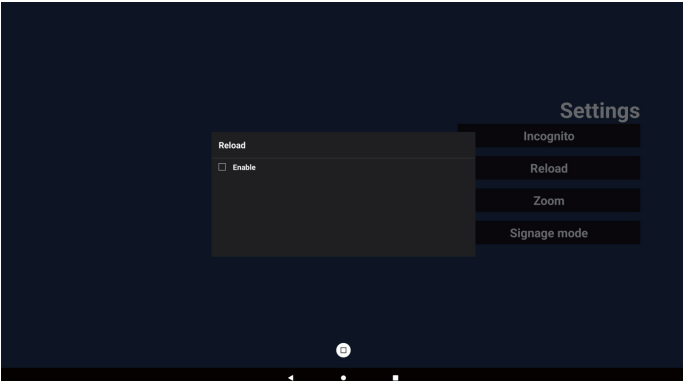 Settings
Incognito
Reload
Zoom
Signage mode
Reload
Enable